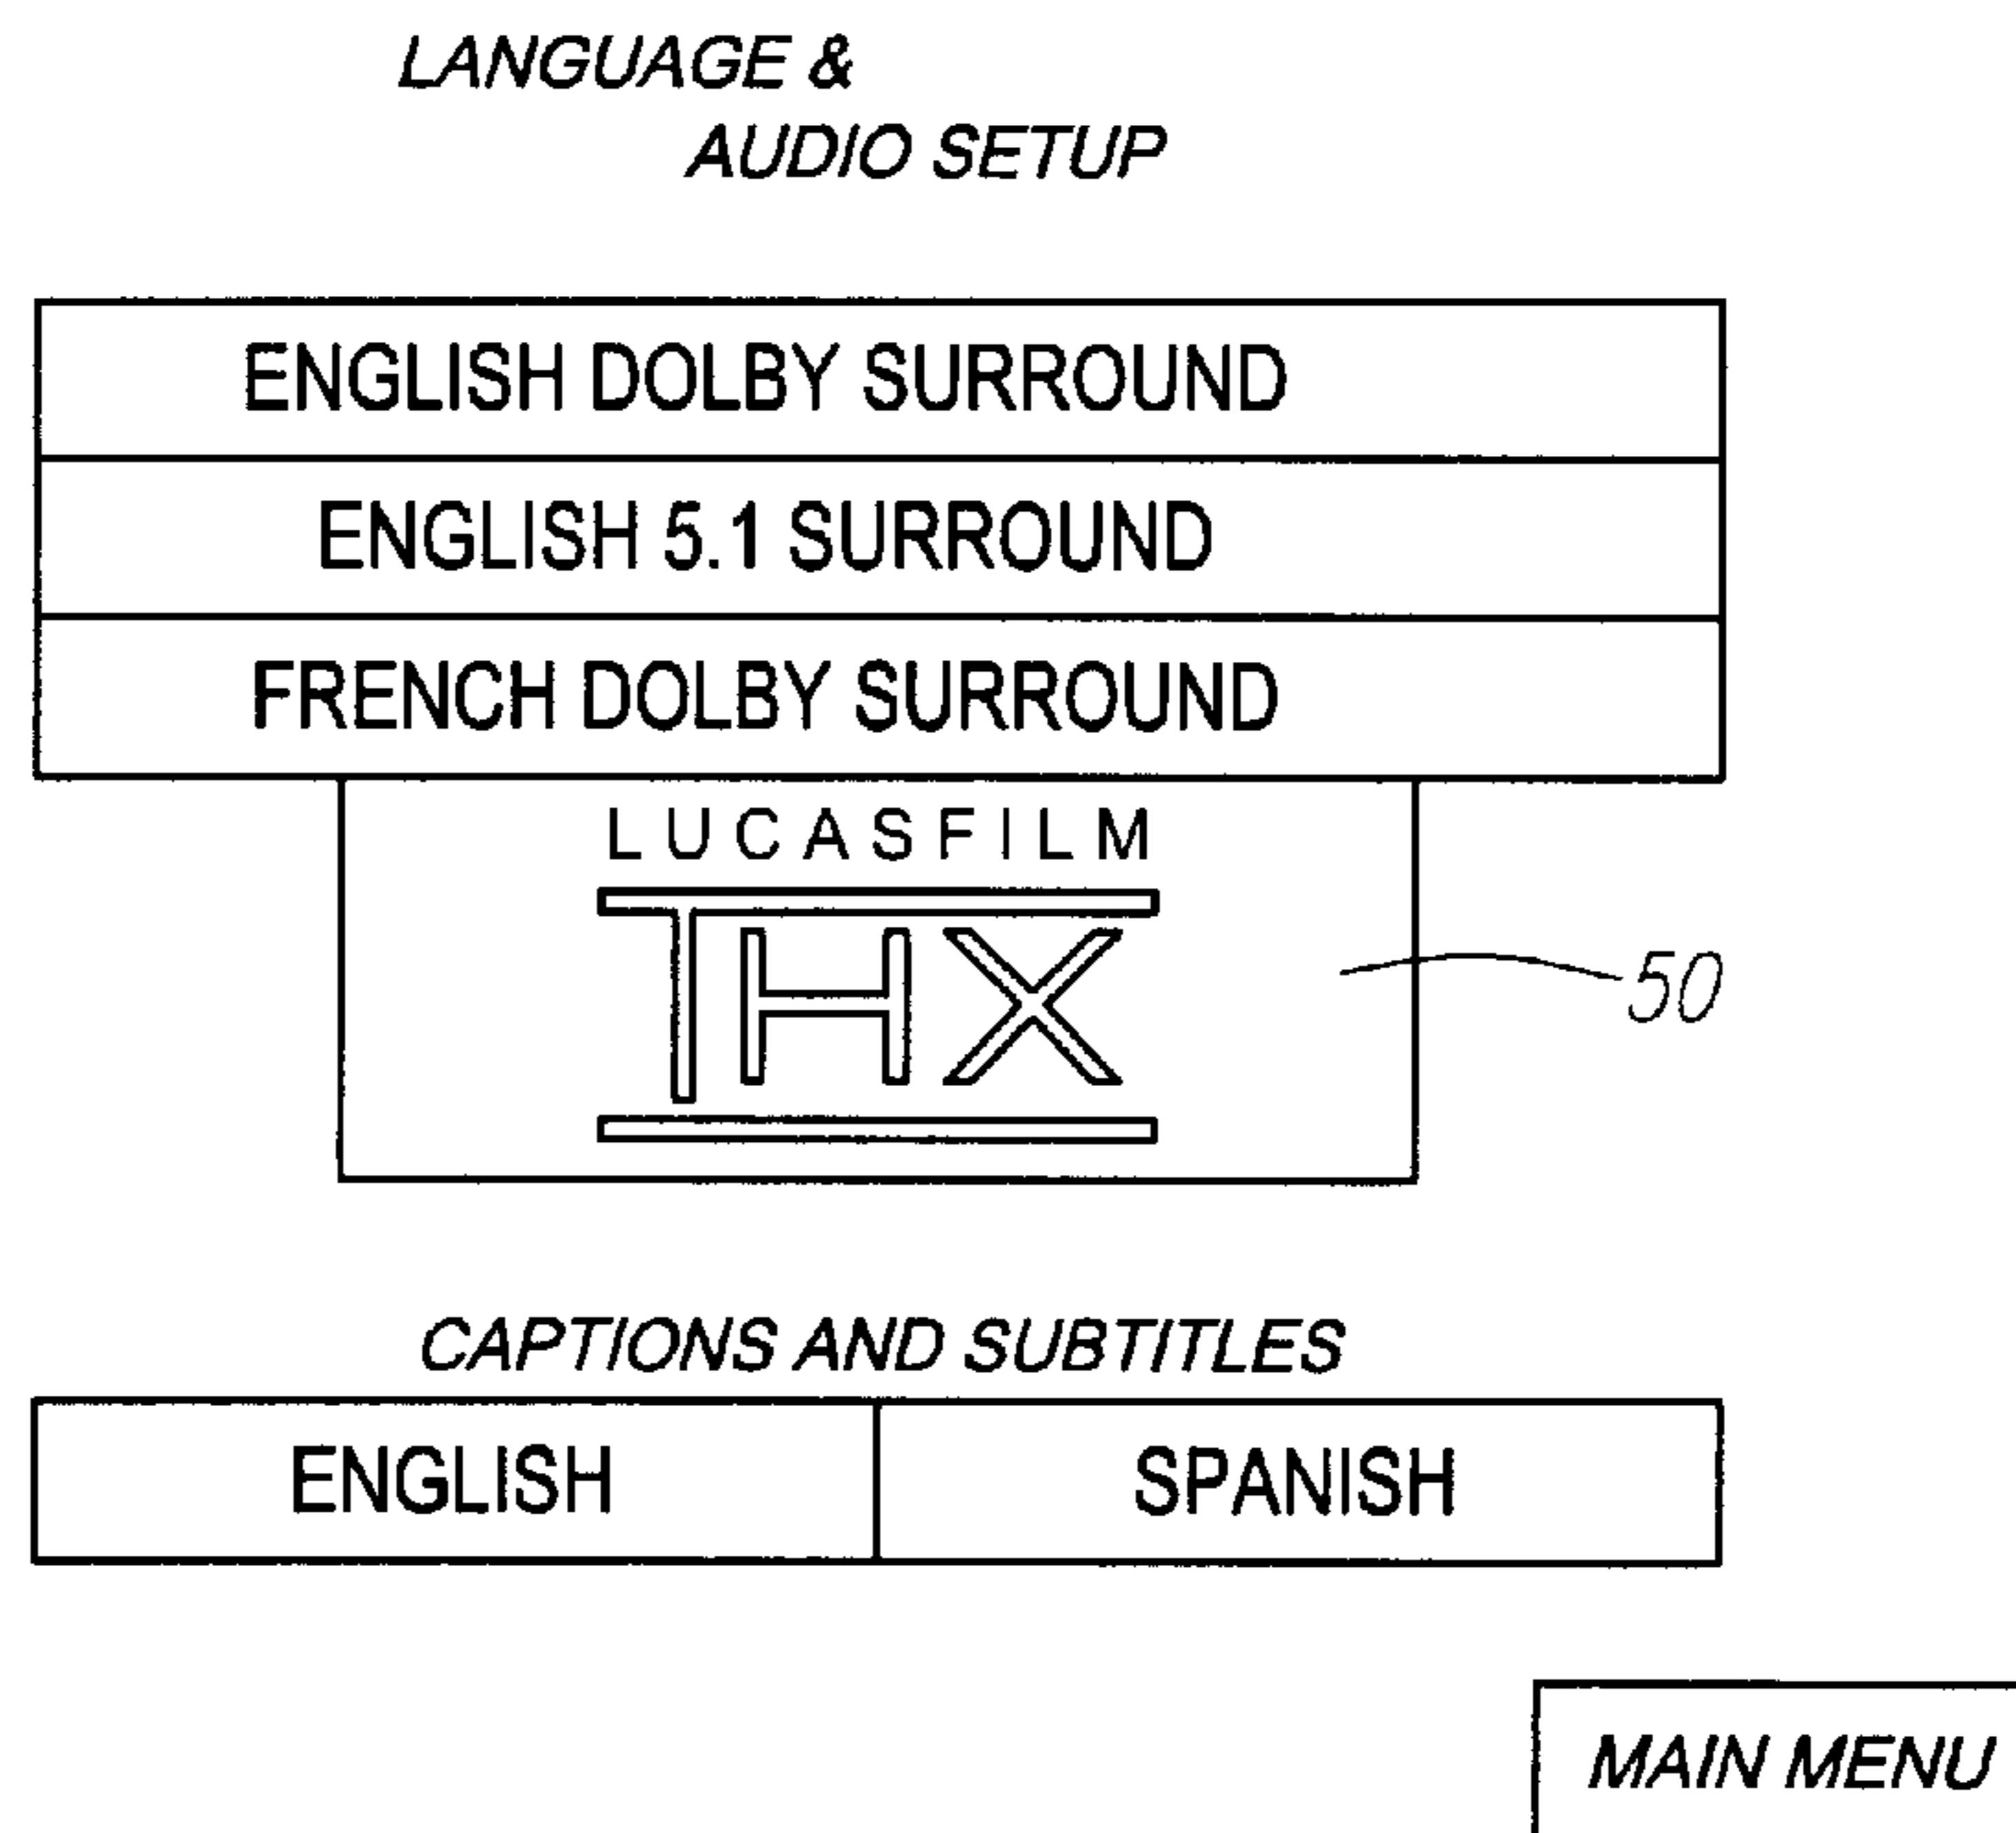 LANGUAGE &
AUDIO SETUP
ENGLISH DOLBY SURROUND
ENGLISH 5.1 SURROUND
FRENCH DOLBY SURROUND
LUCASFILM
THX
50
CAPTIONS AND SUBTITLES
ENGLISH SPANISH
MAIN MENU